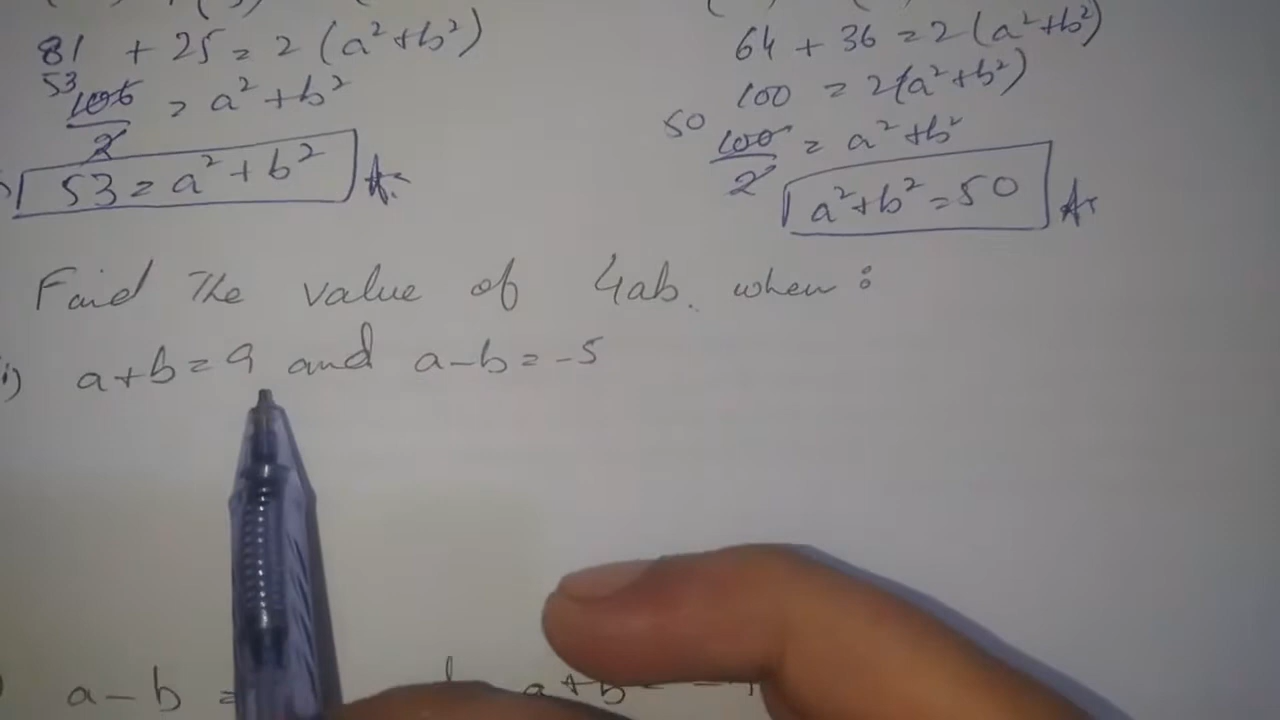 81 + 25 = 2 (a² + b²)
53
106/2 = a² + b²
53 = a² + b²
64 + 36 = 2 (a² + b²)
100 = 2 (a² + b²)
50
100/2 = a² + b²
a² + b² = 50
Find The value of 4ab. when :
i) a + b = 9 and a - b = -5
a - b =
a + b = -